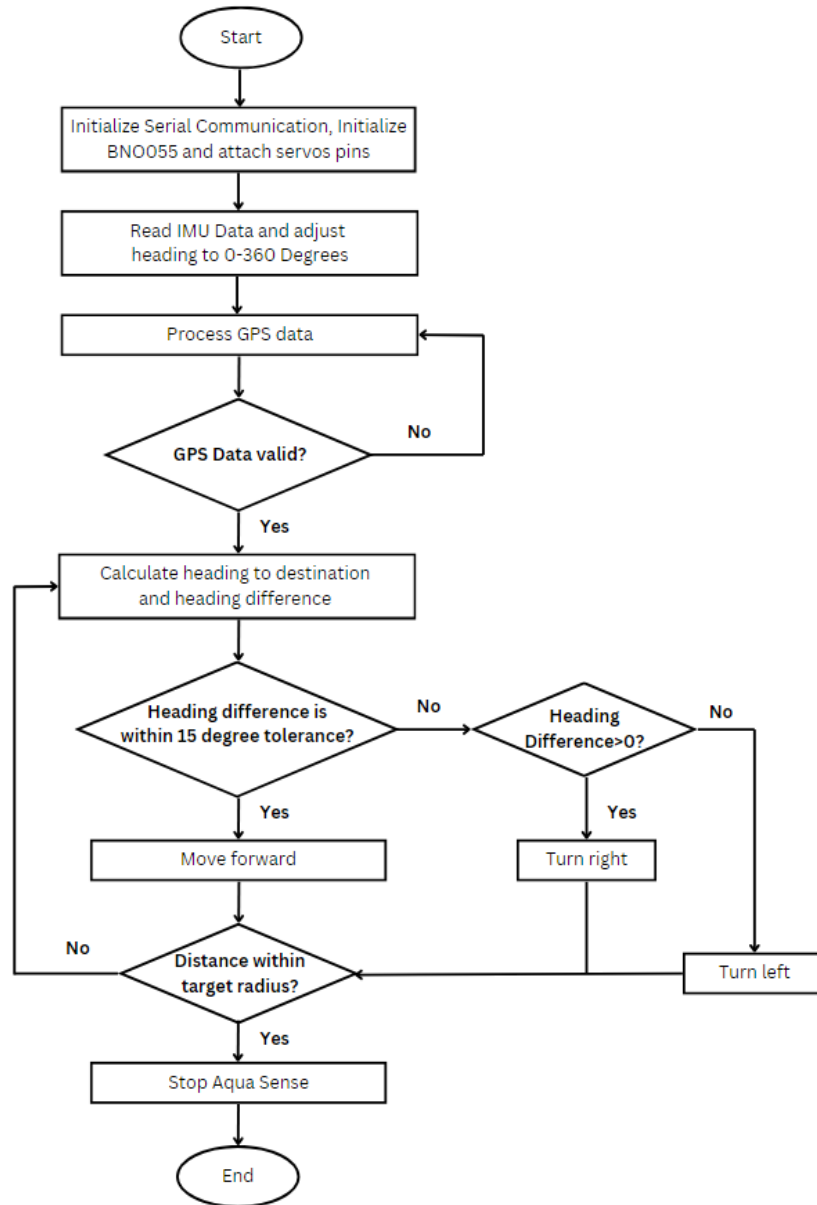 Start
Initialize Serial Communication, Initialize
BNO055 and attach servos pins
Read IMU Data and adjust
heading to 0-360 Degrees
Process GPS data
GPS Data valid?
No
Yes
Calculate heading to destination
and heading difference
Heading difference is
within 15 degree tolerance?
No
Heading
Difference>0?
No
Yes
Yes
Move forward
Turn right
No
Distance within
target radius?
Turn left
Yes
Stop Aqua Sense
End